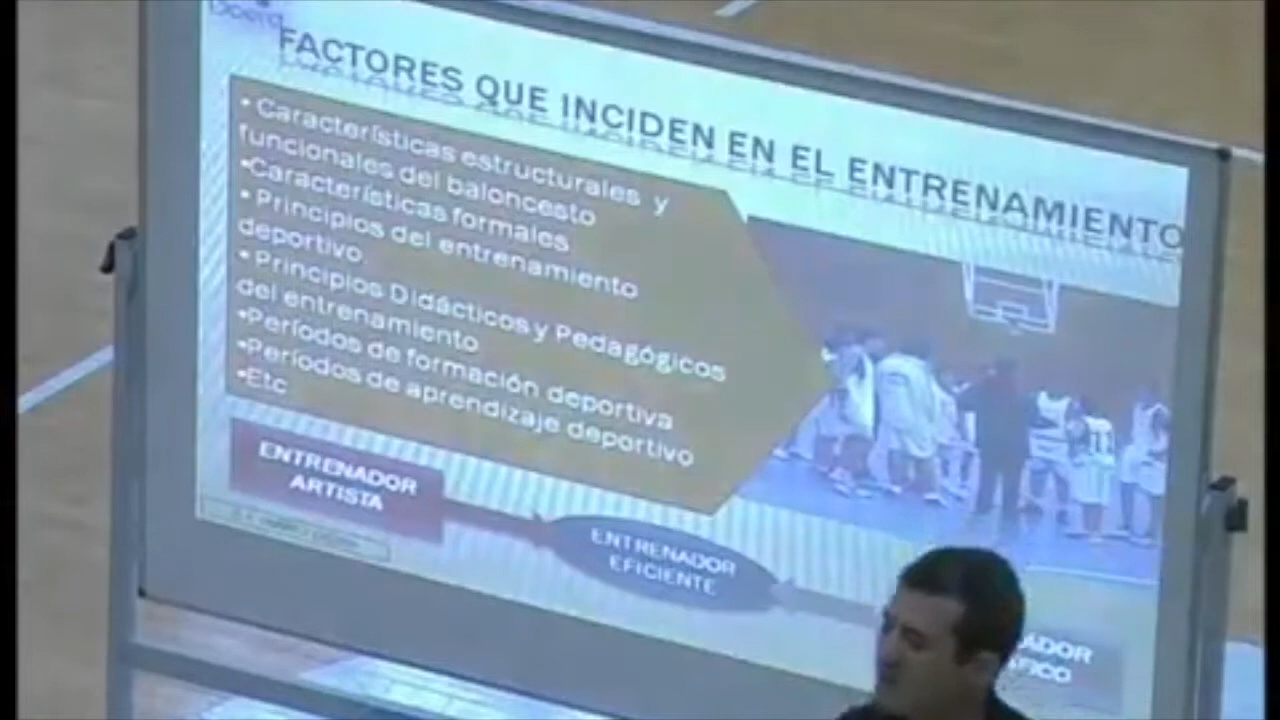 FACTORES QUE INCIDEN EN EL ENTRENAMIENTO
• Características estructurales y
funcionales del baloncesto
•Características formales
• Principios del entrenamiento
deportivo
• Principios Didácticos y Pedagógicos
del entrenamiento
•Períodos de formación deportiva
•Períodos de aprendizaje deportivo
•Etc
ENTRENADOR
ARTISTA
ENTRENADOR
EFICIENTE